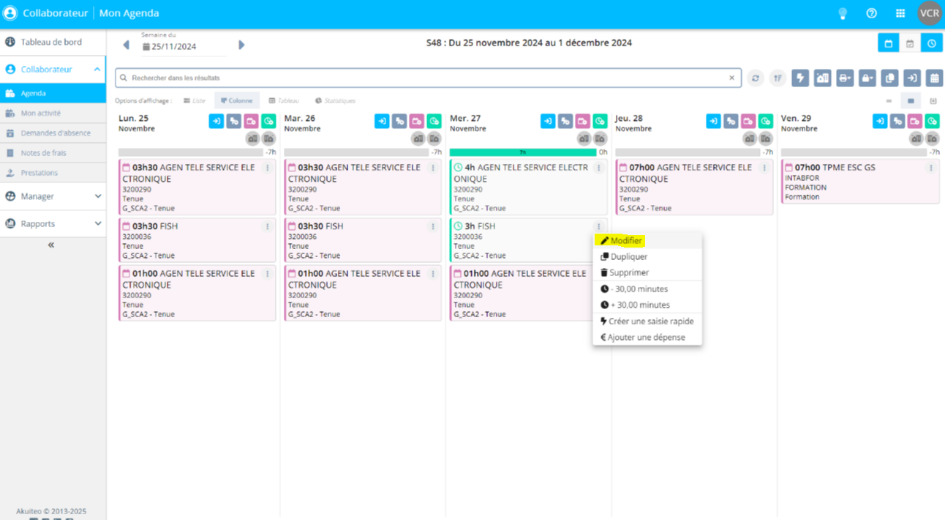 Collaborateur | Mon Agenda
VCR
Tableau de bord
Collaborateur
Agenda
Mon activité
Demandes d'absence
Notes de frais
Prestations
Manager
Rapports
Akuiteo © 2013-2025
Semaine du
25/11/2024
S48 : Du 25 novembre 2024 au 1 décembre 2024
Rechercher dans les résultats
Options d'affichage :
Liste
Colonne
Tableau
Statistiques
Lun. 25
Novembre
-7h
03h30 AGEN TELE SERVICE ELE
CTRONIQUE
3200290
Tenue
G_SCA2 - Tenue
03h30 FISH
3200036
Tenue
G_SCA2 - Tenue
01h00 AGEN TELE SERVICE ELE
CTRONIQUE
3200290
Tenue
G_SCA2 - Tenue
Mar. 26
Novembre
-7h
03h30 AGEN TELE SERVICE ELE
CTRONIQUE
3200290
Tenue
G_SCA2 - Tenue
03h30 FISH
3200036
Tenue
G_SCA2 - Tenue
01h00 AGEN TELE SERVICE ELE
CTRONIQUE
3200290
Tenue
G_SCA2 - Tenue
Mer. 27
Novembre
7h
0h
4h AGEN TELE SERVICE ELECTR
ONIQUE
3200290
Tenue
G_SCA2 - Tenue
3h FISH
3200036
Tenue
G_SCA2 - Tenue
01h00 AGEN TELE SERVICE ELE
CTRONIQUE
3200290
Tenue
G_SCA2 - Tenue
Modifier
Dupliquer
Supprimer
- 30,00 minutes
+ 30,00 minutes
Créer une saisie rapide
Ajouter une dépense
Jeu. 28
Novembre
-7h
07h00 AGEN TELE SERVICE ELE
CTRONIQUE
3200290
Tenue
G_SCA2 - Tenue
Ven. 29
Novembre
-7h
07h00 TPME ESC GS
INTABFOR
FORMATION
Formation